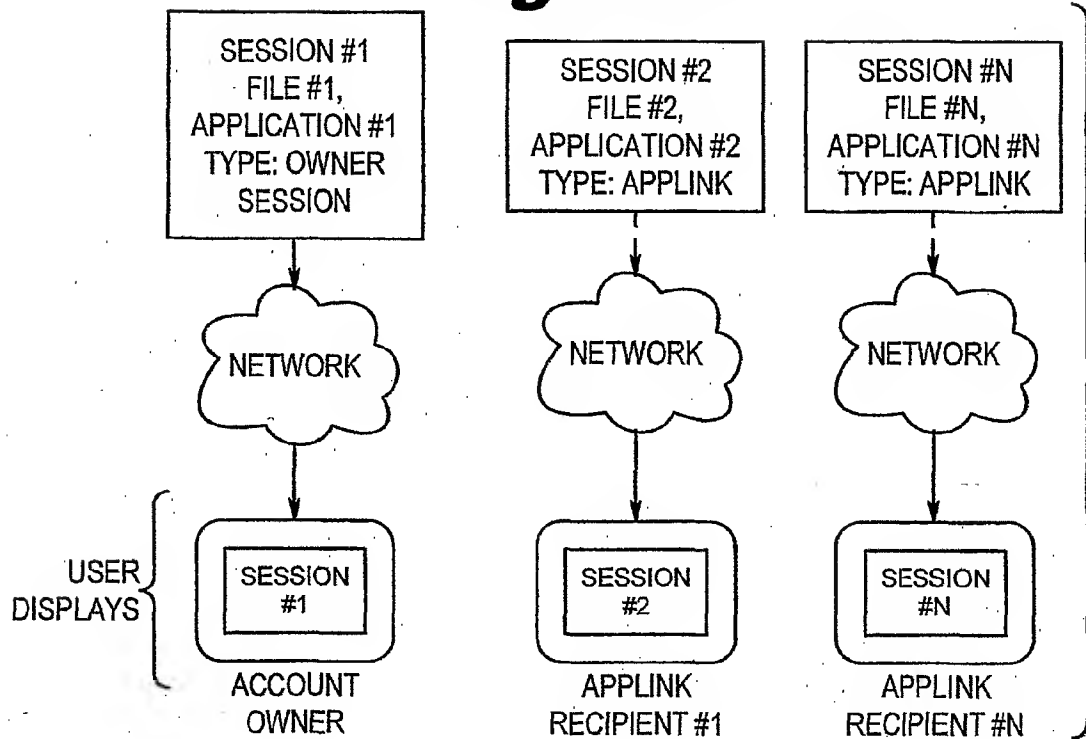 SESSION #1
FILE #1,
APPLICATION #1
TYPE: OWNER
SESSION
SESSION #2
FILE #2,
APPLICATION #2
TYPE: APPLINK
SESSION #N
FILE #N,
APPLICATION #N
TYPE: APPLINK
NETWORK
NETWORK
NETWORK
USER
DISPLAYS
SESSION
#1
SESSION
#2
SESSION
#N
ACCOUNT
OWNER
APPLINK
RECIPIENT #1
APPLINK
RECIPIENT #N